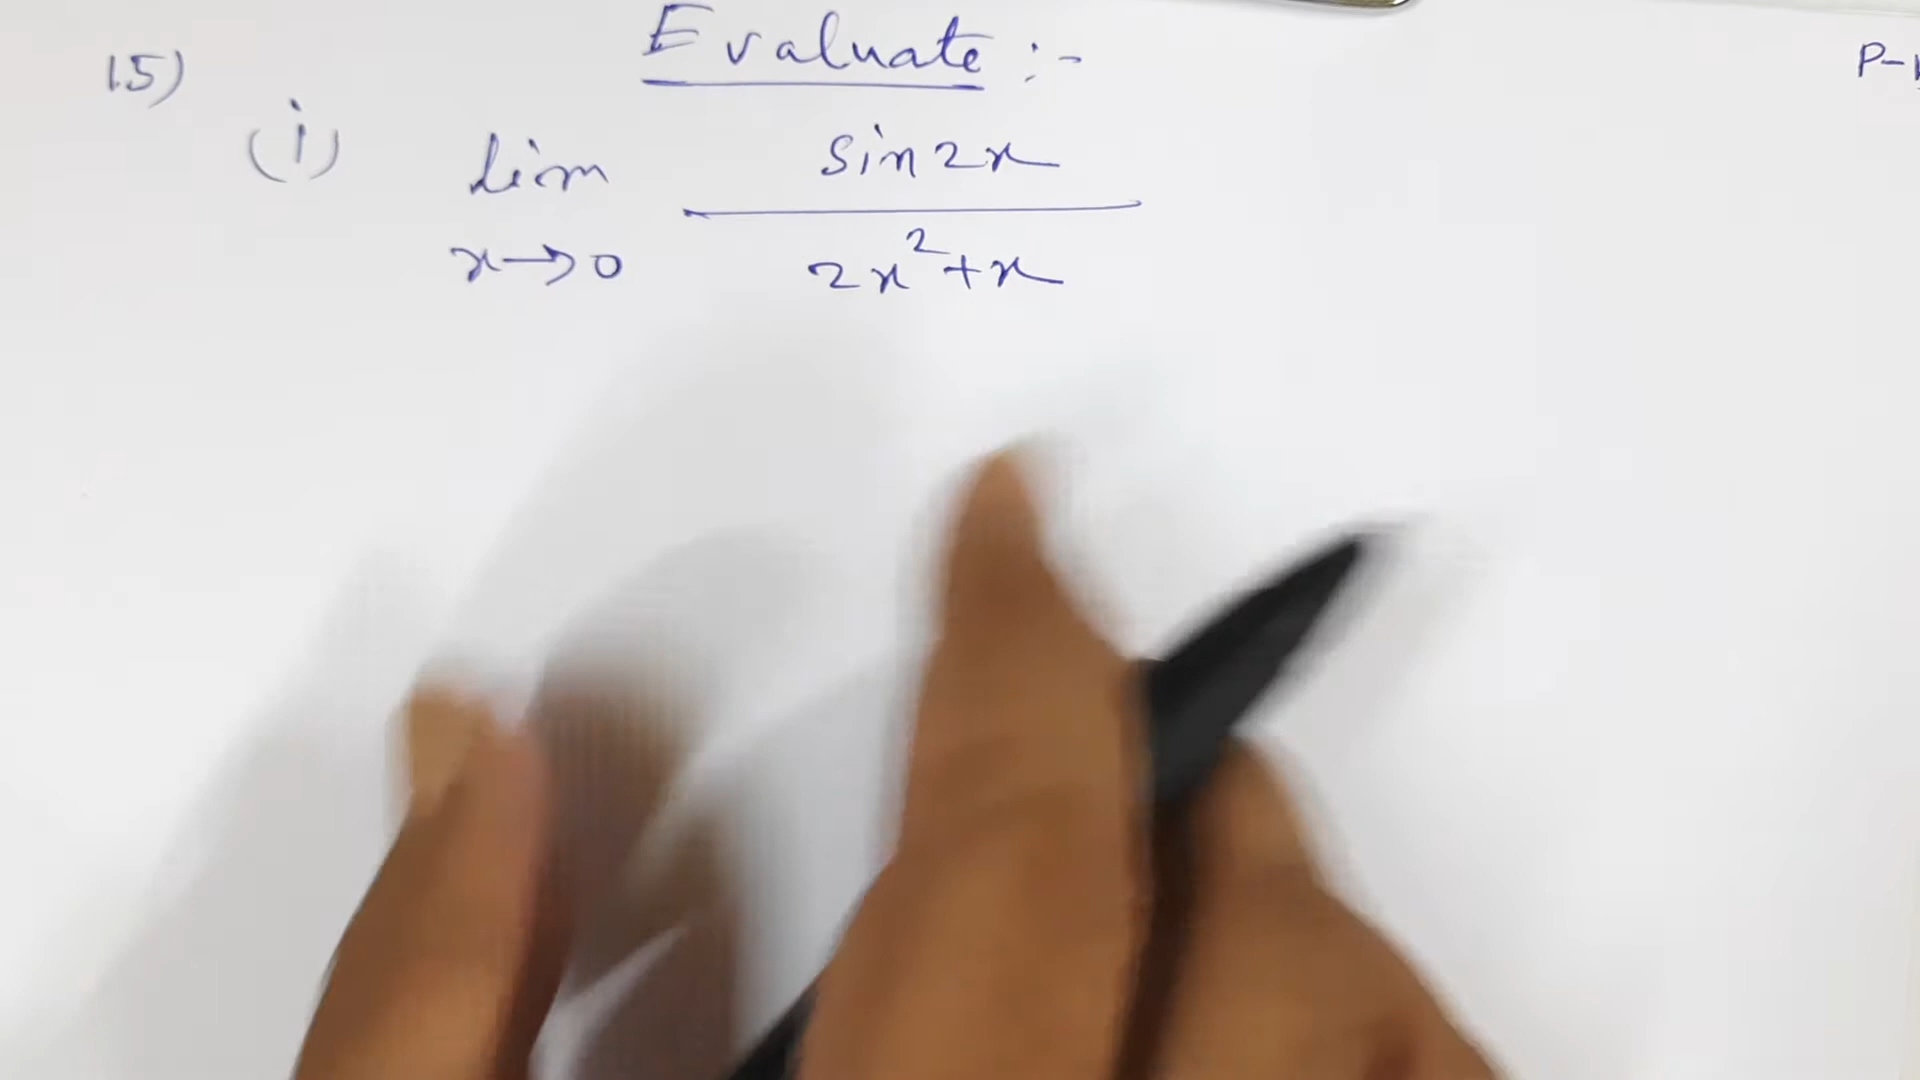 Evaluate :-
15)
(i) lim sin2x
x→0 2x²+x